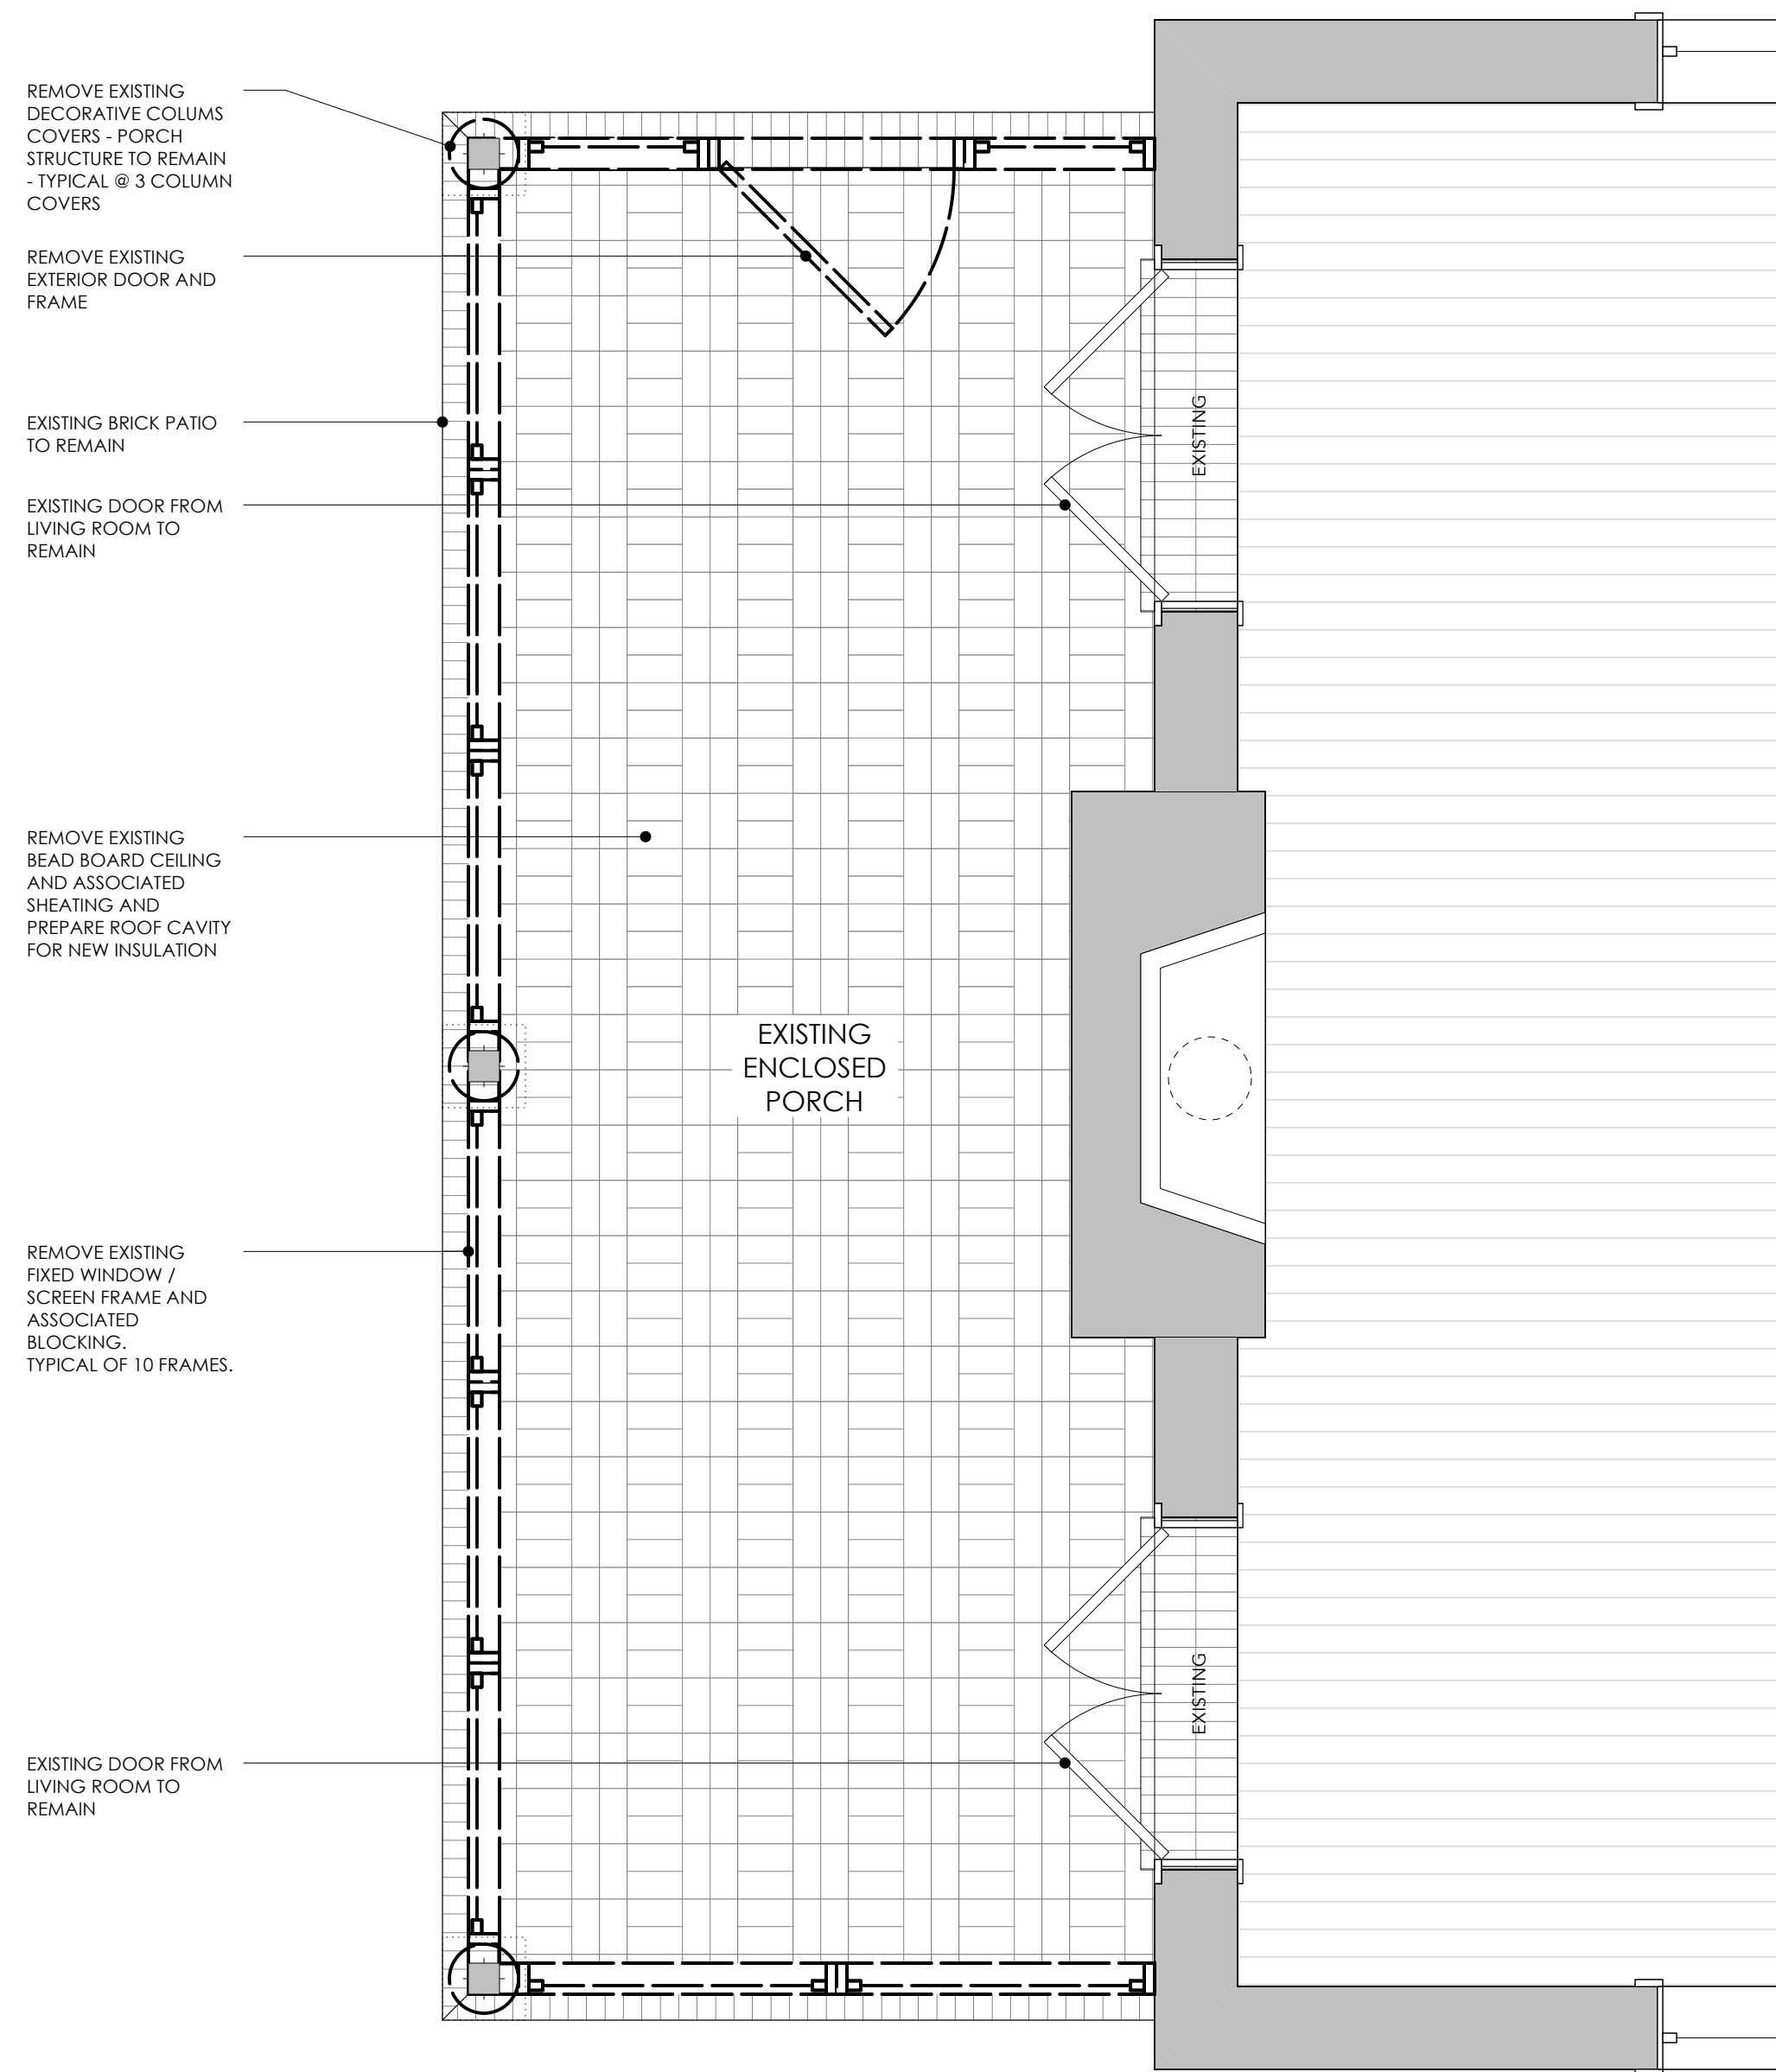 REMOVE EXISTING
DECORATIVE COLUMS
COVERS - PORCH
STRUCTURE TO REMAIN
- TYPICAL @ 3 COLUMN
COVERS
REMOVE EXISTING
EXTERIOR DOOR AND
FRAME
EXISTING BRICK PATIO
TO REMAIN
EXISTING
EXISTING DOOR FROM
LIVING ROOM TO
REMAIN
REMOVE EXISTING
BEAD BOARD CEILING
AND ASSOCIATED
SHEATING AND
PREPARE ROOF CAVITY
FOR NEW INSULATION
EXISTING
ENCLOSED
PORCH
REMOVE EXISTING
FIXED WINDOW /
SCREEN FRAME AND
ASSOCIATED
BLOCKING.
TYPICAL OF 10 FRAMES.
EXISTING
EXISTING DOOR FROM
LIVING ROOM TO
REMAIN